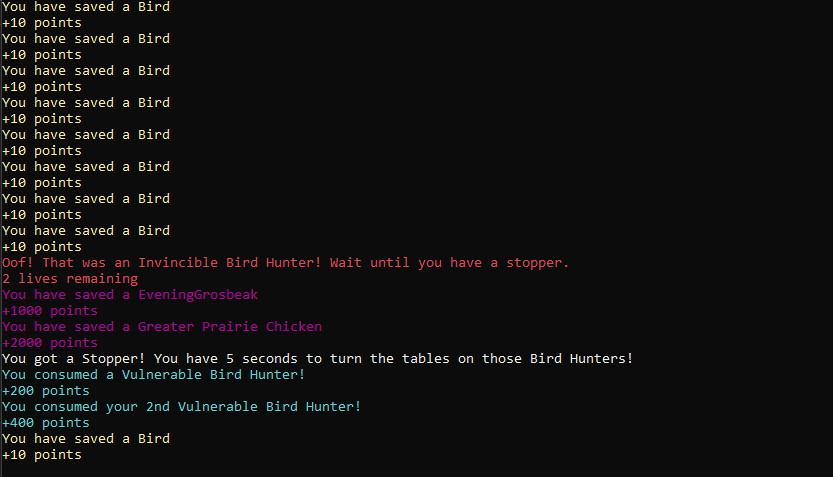 You have saved a Bird
+10 points
You have saved a Bird
+10 points
You have saved a Bird
+10 points
You have saved a Bird
+10 points
You have saved a Bird
+10 points
You have saved a Bird
+10 points
You have saved a Bird
+10 points
You have saved a Bird
+10 points
Oof! That was an Invincible Bird Hunter! Wait until you have a stopper.
2 lives remaining
You have saved a EveningGrosbeak
+1000 points
You have saved a Greater Prairie Chicken
+2000 points
You got a Stopper! You have 5 seconds to turn the tables on those Bird Hunters!
You consumed a Vulnerable Bird Hunter!
+200 points
You consumed your 2nd Vulnerable Bird Hunter!
+400 points
You have saved a Bird
+10 points